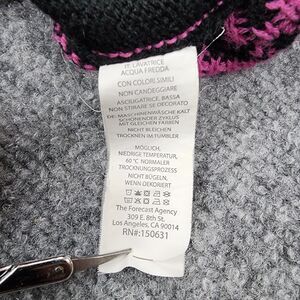 IT: LAVATRICE
ACQUA FREDDA
CON COLORI SIMILI
NON CANDEGGIARE
ASCIUGATRICE, BASSA
NON STIRARE SE DECORATO
DE: MASCHINENWÄSCHE KALT
SCHONENDER ZYKLUS
MIT GLEICHEN FARBEN
NICHT BLEICHEN
TROCKNEN IM TUMBLER
MÖGLICH,
NIEDRIGE TEMPERATUR,
60 °C NORMALER
TROCKNUNGSPROZESS
NICHT BÜGELN,
WENN DEKORIERT
The Forecast Agency
309 E. 8th St.
Los Angeles, CA 90014
RN#:150631